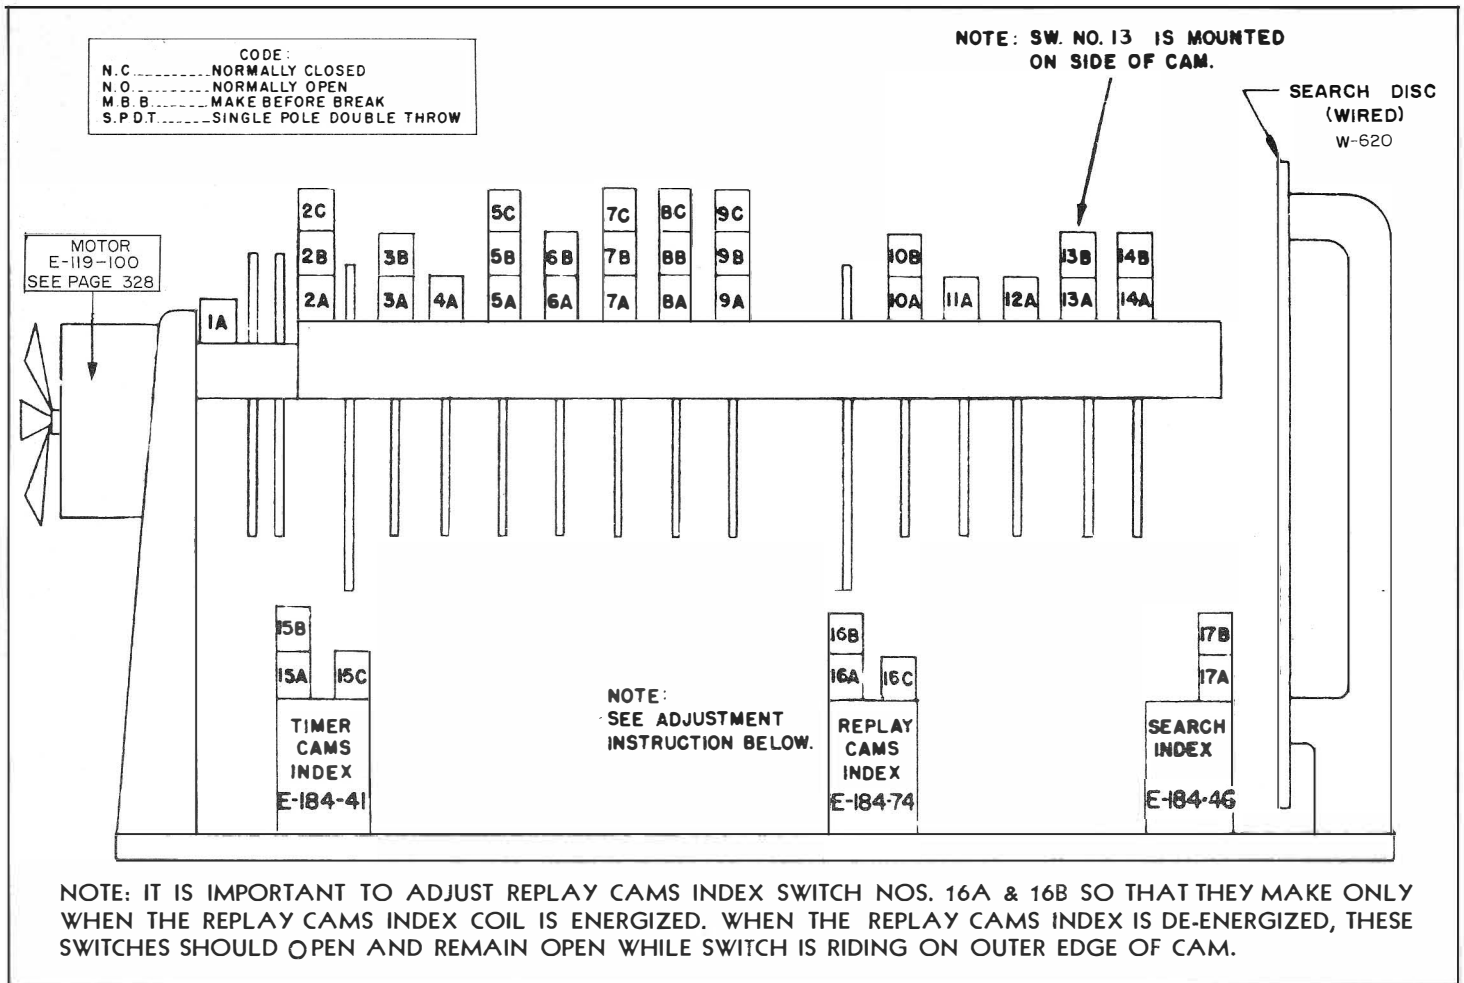 CODE:
N.C.........NORMALLY CLOSED
N.O.........NORMALLY OPEN
M.B.B.......MAKE BEFORE BREAK
S.P.D.T.......SINGLE POLE DOUBLE THROW
NOTE: SW. NO. 13 IS MOUNTED
ON SIDE OF CAM.
SEARCH DISC
(WIRED)
W-620
MOTOR
E-119-100
SEE PAGE 328
2C 5C 7C 8C 9C
2B 3B 5B 6B 7B 8B 9B 10B 13B 14B
1A 2A 3A 4A 5A 6A 7A 8A 9A 10A 11A 12A 13A 14A
15B 16B 17B
15A 15C 16A 16C 17A
TIMER
CAMS
INDEX
E-184-41
NOTE:
SEE ADJUSTMENT
INSTRUCTION BELOW.
REPLAY
CAMS
INDEX
E-184-74
SEARCH
INDEX
E-184-46
NOTE: IT IS IMPORTANT TO ADJUST REPLAY CAMS INDEX SWITCH NOS. 16A & 16B SO THAT THEY MAKE ONLY
WHEN THE REPLAY CAMS INDEX COIL IS ENERGIZED. WHEN THE REPLAY CAMS INDEX IS DE-ENERGIZED, THESE
SWITCHES SHOULD OPEN AND REMAIN OPEN WHILE SWITCH IS RIDING ON OUTER EDGE OF CAM.